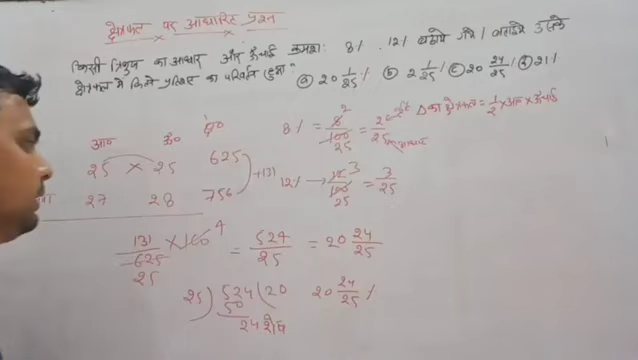 क्षेत्रफल पर आधारित प्रश्न
किसी त्रिभुज का आधार और ऊँचाई क्रमशः 8% . 12% बढ़ाये गये / बताइये उसके
क्षेत्रफल में कितने प्रतिशत का परिवर्तन हुआ ⓐ 20 1/25 % ⓑ 2 1/25 % ⓒ 20 24/25 ⓓ 21%
8% = 8/100 = 2/25 Δ का क्षेत्रफल = 1/2 × आ० × ऊँचाई
आ० ऊँ०
25 × 25 625
+131
12% → 12/100 = 3/25
27 28 756
131/625 × 100 = 524/25 = 20 24/25
25 ) 524 ( 20 20 24/25 %
50
24 शेष